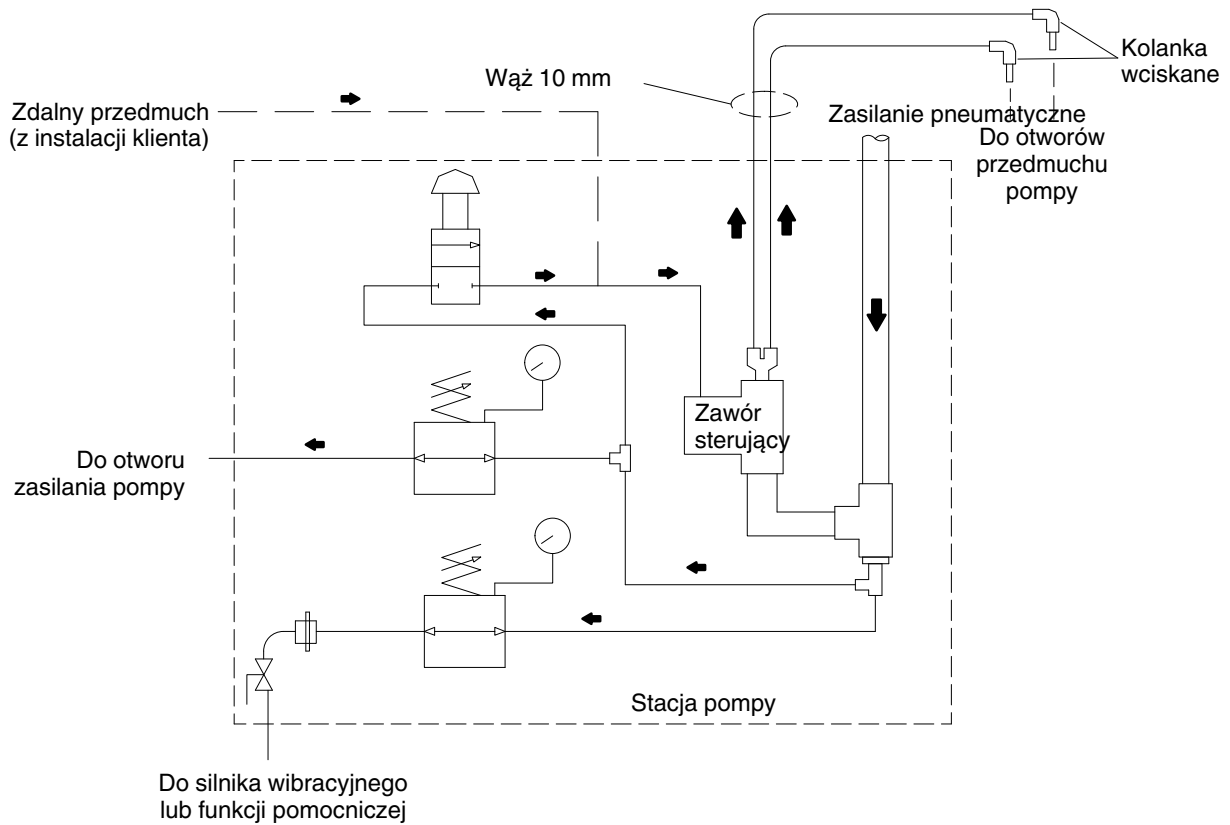 Kolanka
wciskane
Wąż 10 mm
Zdalny przedmuch
(z instalacji klienta)
Zasilanie pneumatyczne
Do otworów
przedmuchu
pompy
Zawór
sterujący
Do otworu
zasilania pompy
Stacja pompy
Do silnika wibracyjnego
lub funkcji pomocniczej